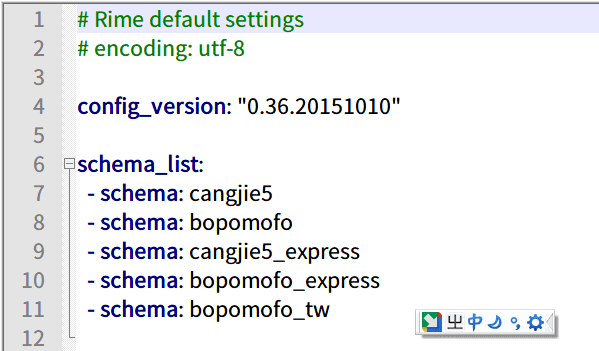 1 # Rime default settings
2 # encoding: utf-8
3
4 config_version: "0.36.20151010"
5
6 schema_list:
7 - schema: cangjie5
8 - schema: bopomofo
9 - schema: cangjie5_express
10 - schema: bopomofo_express
11 - schema: bopomofo_tw
12
㞢 中 °,